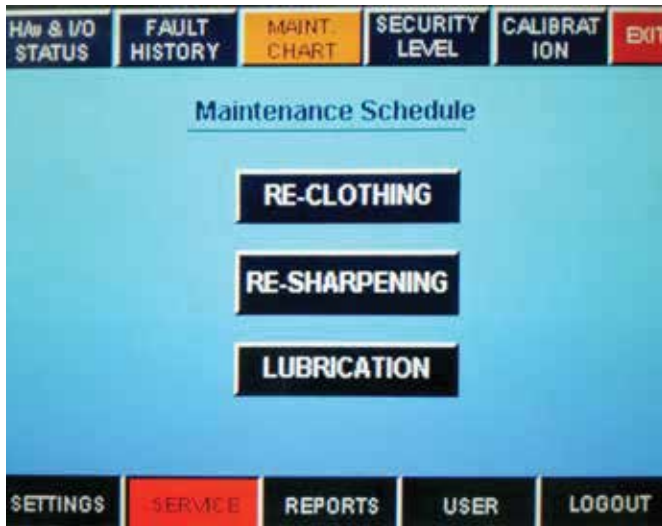 H/w & I/O
STATUS
FAULT
HISTORY
MAINT.
CHART
SECURITY
LEVEL
CALIBRAT
ION
EXIT
Maintenance Schedule
RE-CLOTHING
RE-SHARPENING
LUBRICATION
SETTINGS
SERVICE
REPORTS
USER
LOGOUT